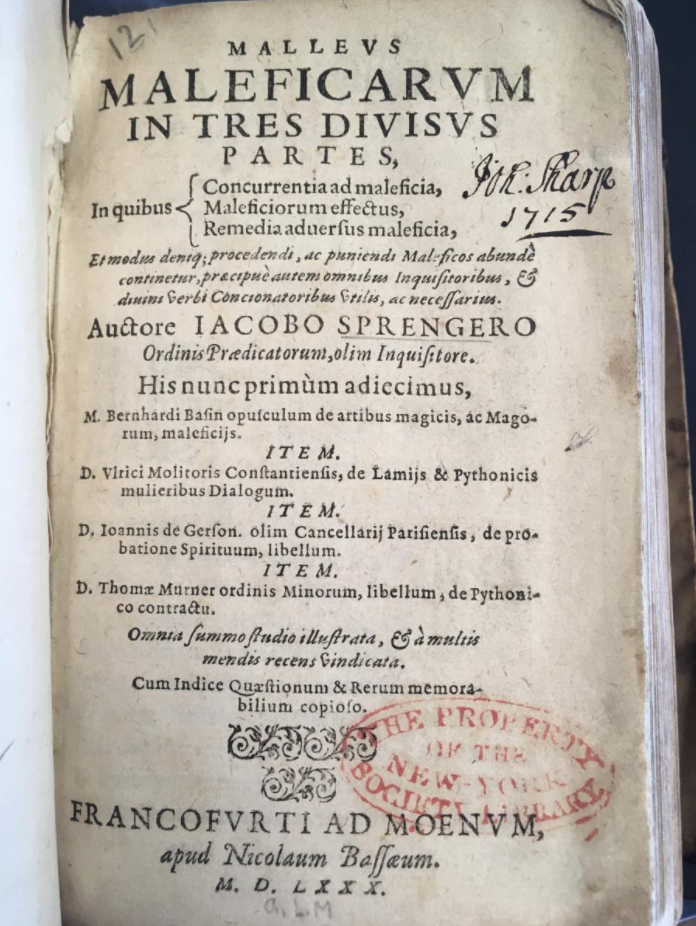 121
MALLEVS
MALEFICARVM
IN TRES DIVISVS
PARTES,
In quibus { Concurrentia ad maleficia,
Maleficiorum effectus,
Remedia aduersus maleficia,
Joh: Sharp
1715
Et modus deniq; procedendi, ac puniendi Maleficos abundè
continetur, præcipuè autem omnibus Inquisitoribus, &
diuini Verbi Concionatoribus vtilis, ac necessarius.
Auctore IACOBO SPRENGERO
Ordinis Prædicatorum, olim Inquisitore.
His nunc primùm adiecimus,
M. Bernhardi Basin opusculum de artibus magicis, ac Mago-
rum, maleficijs.
ITEM.
D. Vlrici Molitoris Constantiensis, de Lamijs & Pythonicis
mulieribus Dialogum.
ITEM.
D. Ioannis de Gerson. olim Cancellarij Parisiensis, de pro-
batione Spirituum, libellum.
ITEM.
D. Thomæ Murner ordinis Minorum, libellum, de Pythoni-
co contractu.
Omnia summo studio illustrata, & à multis
mendis recens vindicata.
Cum Indice Quæstionum & Rerum memora-
bilium copioso.
THE PROPERTY
OF THE
NEW-YORK
SOCIETY LIBRARY
FRANCOFVRTI AD MOENVM,
apud Nicolaum Bassæum.
M. D. LXXX.
G.L.M